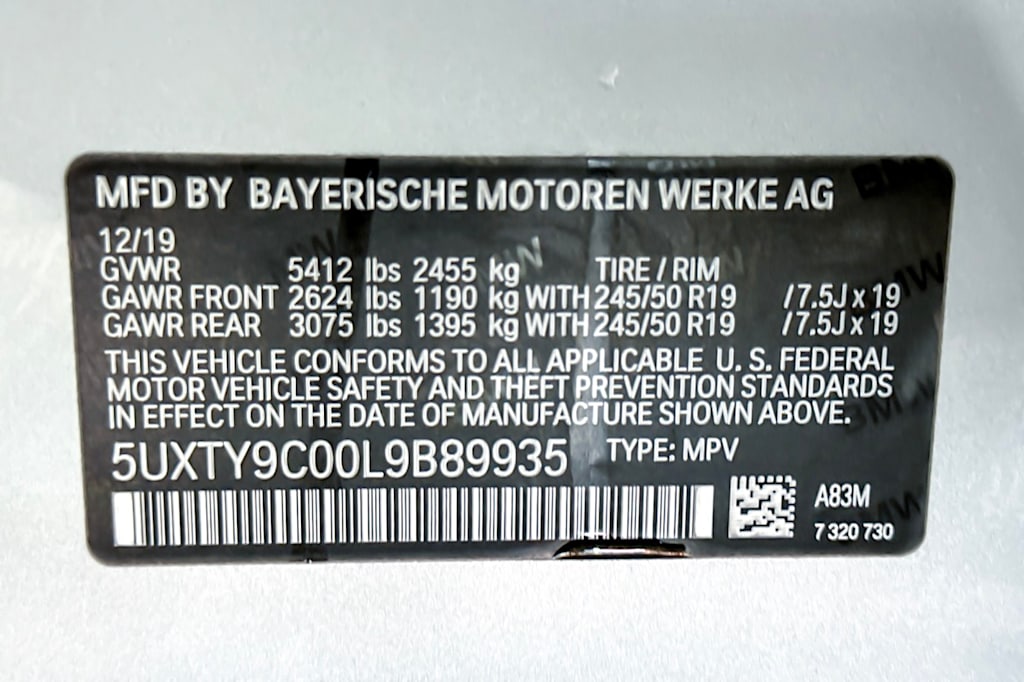 MFD BY BAYERISCHE MOTOREN WERKE AG
12/19
GVWR 5412 lbs 2455 kg TIRE / RIM
GAWR FRONT 2624 lbs 1190 kg WITH 245/50 R19 /7.5J x 19
GAWR REAR 3075 lbs 1395 kg WITH 245/50 R19 /7.5J x 19
THIS VEHICLE CONFORMS TO ALL APPLICABLE U. S. FEDERAL
MOTOR VEHICLE SAFETY AND THEFT PREVENTION STANDARDS
IN EFFECT ON THE DATE OF MANUFACTURE SHOWN ABOVE.
5UXTY9C00L9B89935 TYPE: MPV
A83M
7 320 730